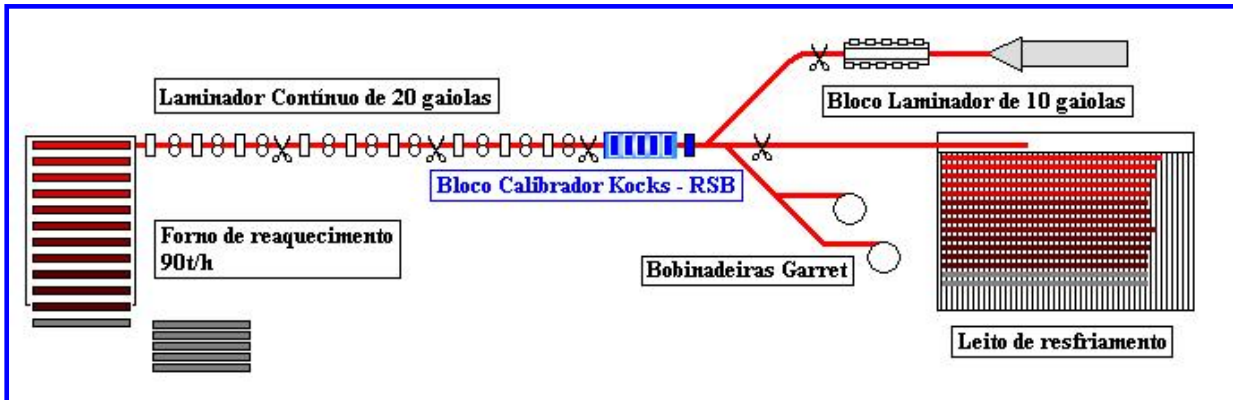 Laminador Contínuo de 20 gaiolas
Bloco Laminador de 10 gaiolas
Bloco Calibrador Kocks - RSB
Forno de reaquecimento
90t/h
Bobinadeiras Garret
Leito de resfriamento